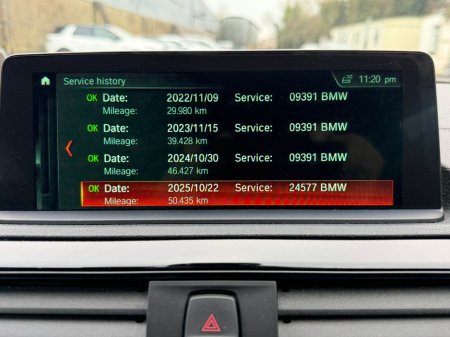 Service history
11:20 pm
OK Date: 2022/11/09 Service: 09391 BMW
Mileage: 29.980 km
OK Date: 2023/11/15 Service: 09391 BMW
Mileage: 39.428 km
OK Date: 2024/10/30 Service: 09391 BMW
Mileage: 46.427 km
OK Date: 2025/10/22 Service: 24577 BMW
Mileage: 50.435 km